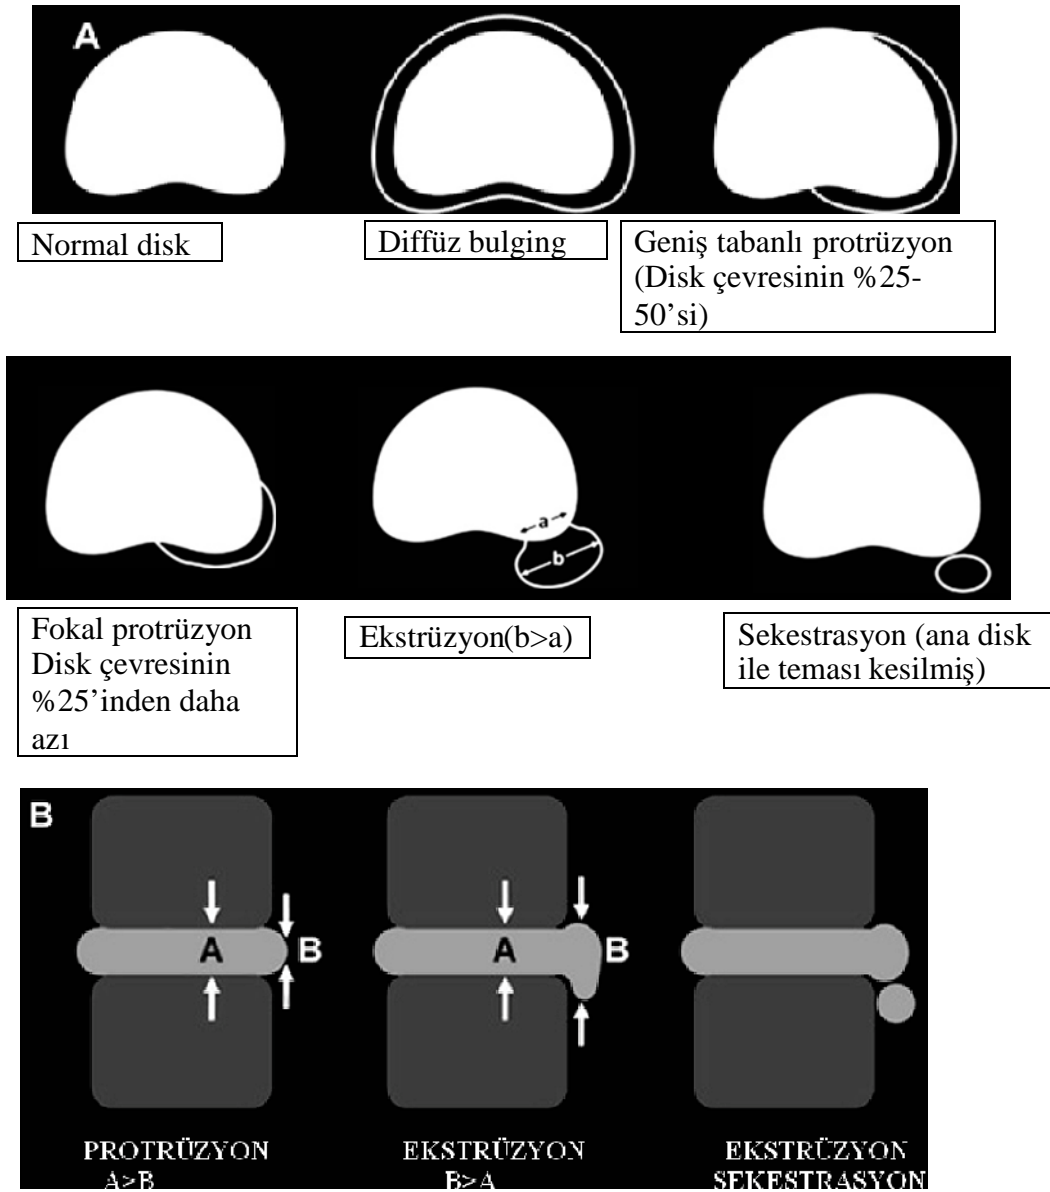 A
Normal disk
Diffüz bulging
Geniş tabanlı protrüzyon
(Disk çevresinin %25-
50’si)
a
b
Fokal protrüzyon
Disk çevresinin
%25’inden daha
azı
Ekstrüzyon(b>a)
Sekestrasyon (ana disk
ile teması kesilmiş)
B
A B
A B
PROTRÜZYON
A>B
EKSTRÜZYON
B>A
EKSTRÜZYON
SEKESTRASYON